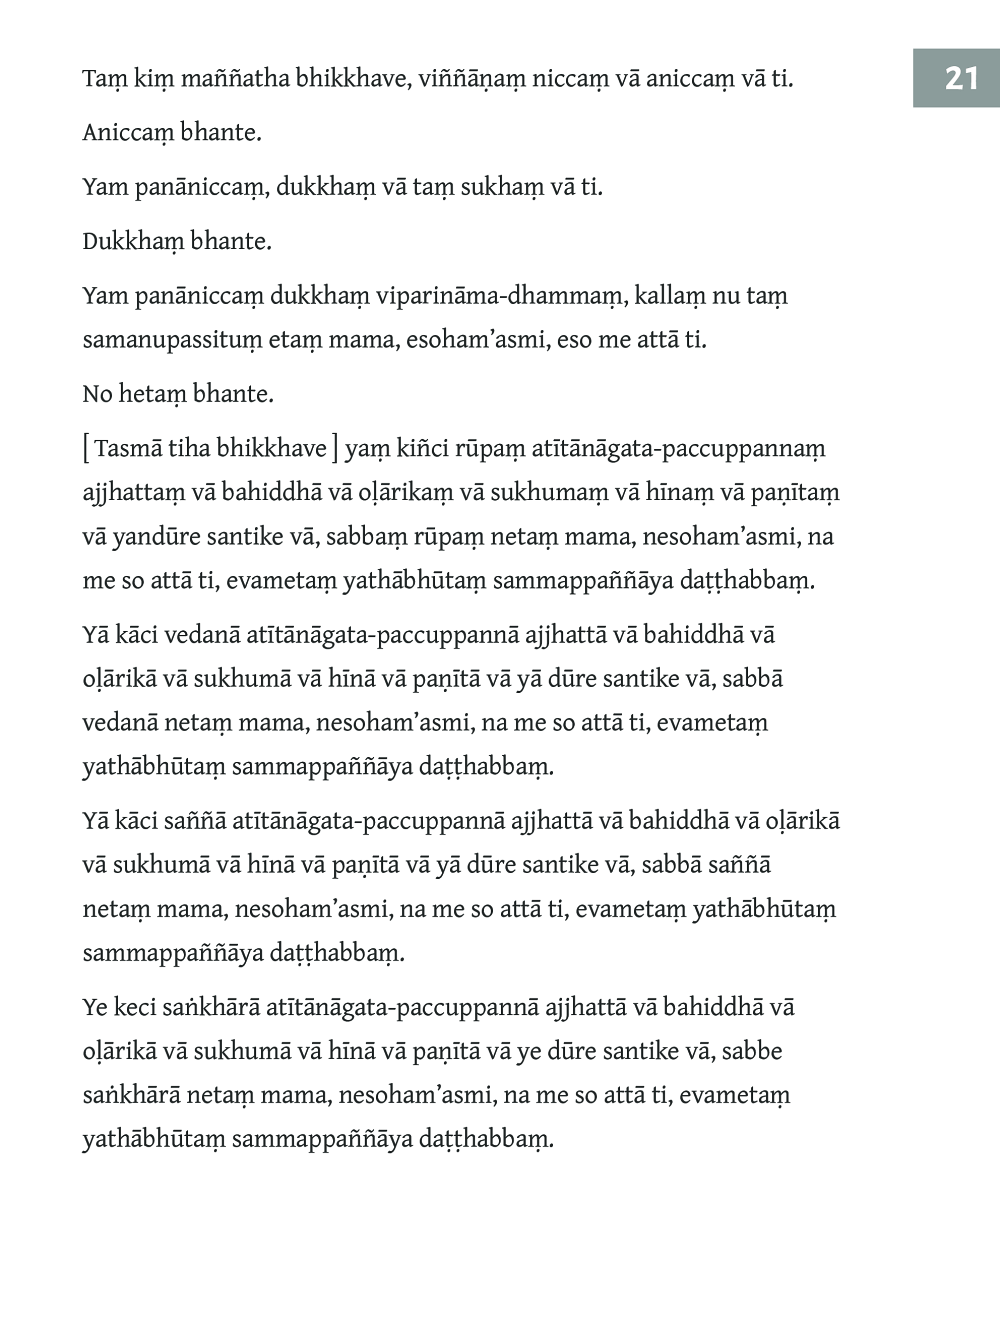 21
Taṃ kiṃ maññatha bhikkhave, viññāṇaṃ niccaṃ vā aniccaṃ vā ti.
Aniccaṃ bhante.
Yam panāniccaṃ, dukkhaṃ vā taṃ sukhaṃ vā ti.
Dukkhaṃ bhante.
Yam panāniccaṃ dukkhaṃ viparināma-dhammaṃ, kallaṃ nu taṃ
samanupassituṃ etaṃ mama, esoham’asmi, eso me attā ti.
No hetaṃ bhante.
[ Tasmā tiha bhikkhave ] yaṃ kiñci rūpaṃ atītānāgata-paccuppannaṃ
ajjhattaṃ vā bahiddhā vā oḷārikaṃ vā sukhumaṃ vā hīnaṃ vā paṇītaṃ
vā yandūre santike vā, sabbaṃ rūpaṃ netaṃ mama, nesoham’asmi, na
me so attā ti, evametaṃ yathābhūtaṃ sammappaññāya daṭṭhabbaṃ.
Yā kāci vedanā atītānāgata-paccuppannā ajjhattā vā bahiddhā vā
oḷārikā vā sukhumā vā hīnā vā paṇītā vā yā dūre santike vā, sabbā
vedanā netaṃ mama, nesoham’asmi, na me so attā ti, evametaṃ
yathābhūtaṃ sammappaññāya daṭṭhabbaṃ.
Yā kāci saññā atītānāgata-paccuppannā ajjhattā vā bahiddhā vā oḷārikā
vā sukhumā vā hīnā vā paṇītā vā yā dūre santike vā, sabbā saññā
netaṃ mama, nesoham’asmi, na me so attā ti, evametaṃ yathābhūtaṃ
sammappaññāya daṭṭhabbaṃ.
Ye keci saṅkhārā atītānāgata-paccuppannā ajjhattā vā bahiddhā vā
oḷārikā vā sukhumā vā hīnā vā paṇītā vā ye dūre santike vā, sabbe
saṅkhārā netaṃ mama, nesoham’asmi, na me so attā ti, evametaṃ
yathābhūtaṃ sammappaññāya daṭṭhabbaṃ.